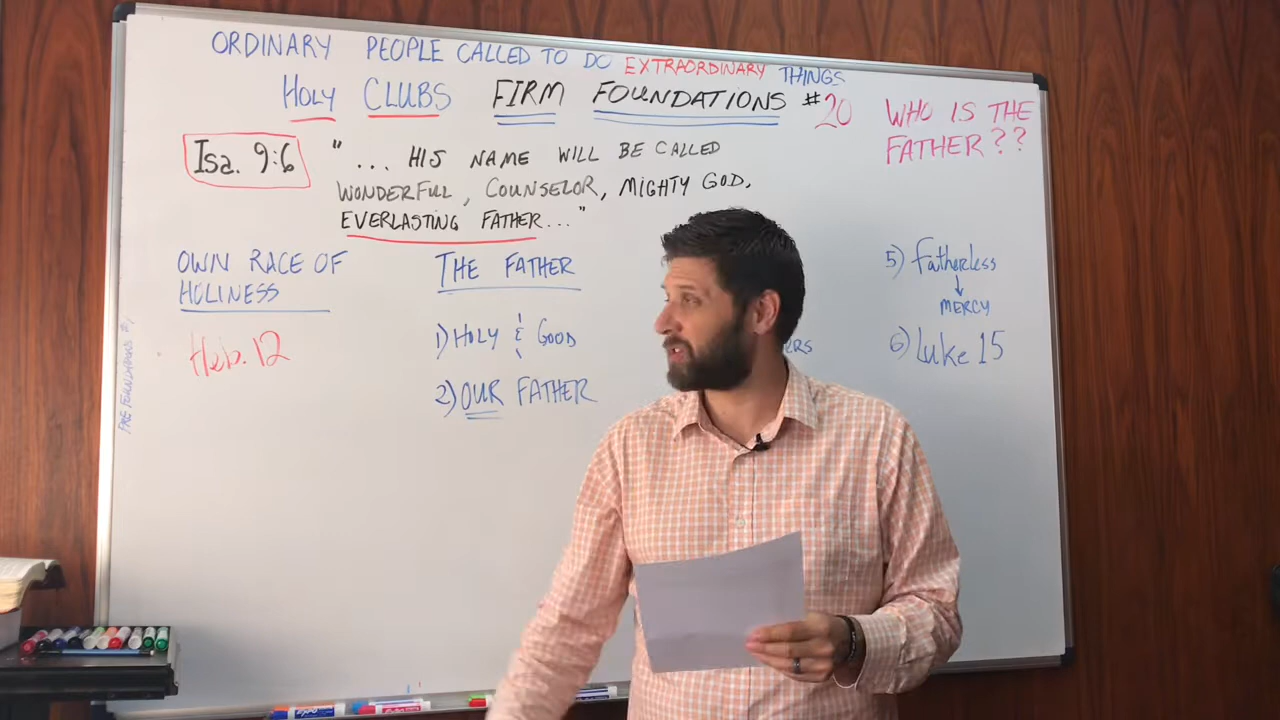 ORDINARY PEOPLE CALLED TO DO EXTRAORDINARY THINGS
HOLY CLUBS FIRM FOUNDATIONS #20
WHO IS THE
FATHER??
Isa. 9:6
"... HIS NAME WILL BE CALLED
WONDERFUL, COUNSELOR, MIGHTY GOD,
EVERLASTING FATHER..."
OWN RACE OF
HOLINESS
Heb. 12
THE FATHER
1) HOLY & GOOD
2) OUR FATHER
5) Fatherless
MERCY
6) Luke 15